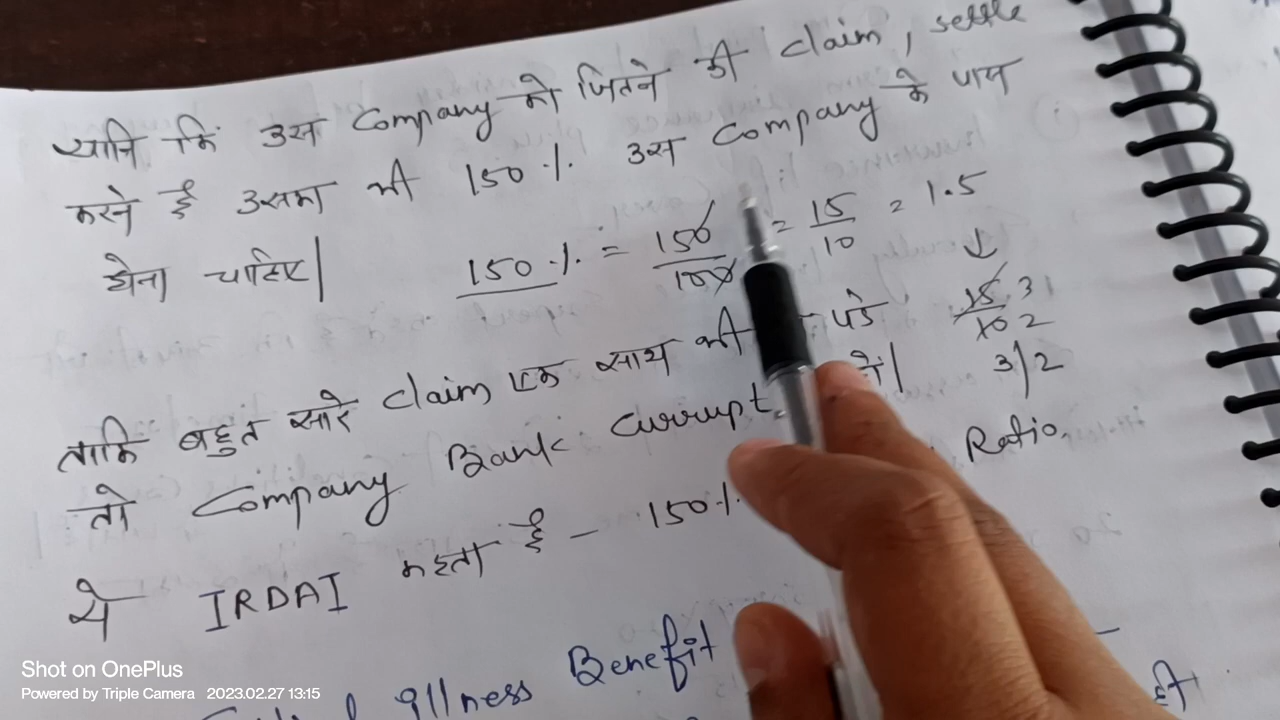 यानि कि उस Company को जितने भी claim, settle
करने है उसका भी 150 % उस Company के पास
होना चाहिए।
150 % = 150/100 = 15/10 = 1.5
↓
ताकि बहुत सारे claim एक साथ भी पडे 15/10 3 2
तो Company Bank Currupt 3/2
ये IRDAI कहता है - 150 % Ratio.
illness Benefit
Shot on OnePlus
Powered by Triple Camera 2023.02.27 13:15